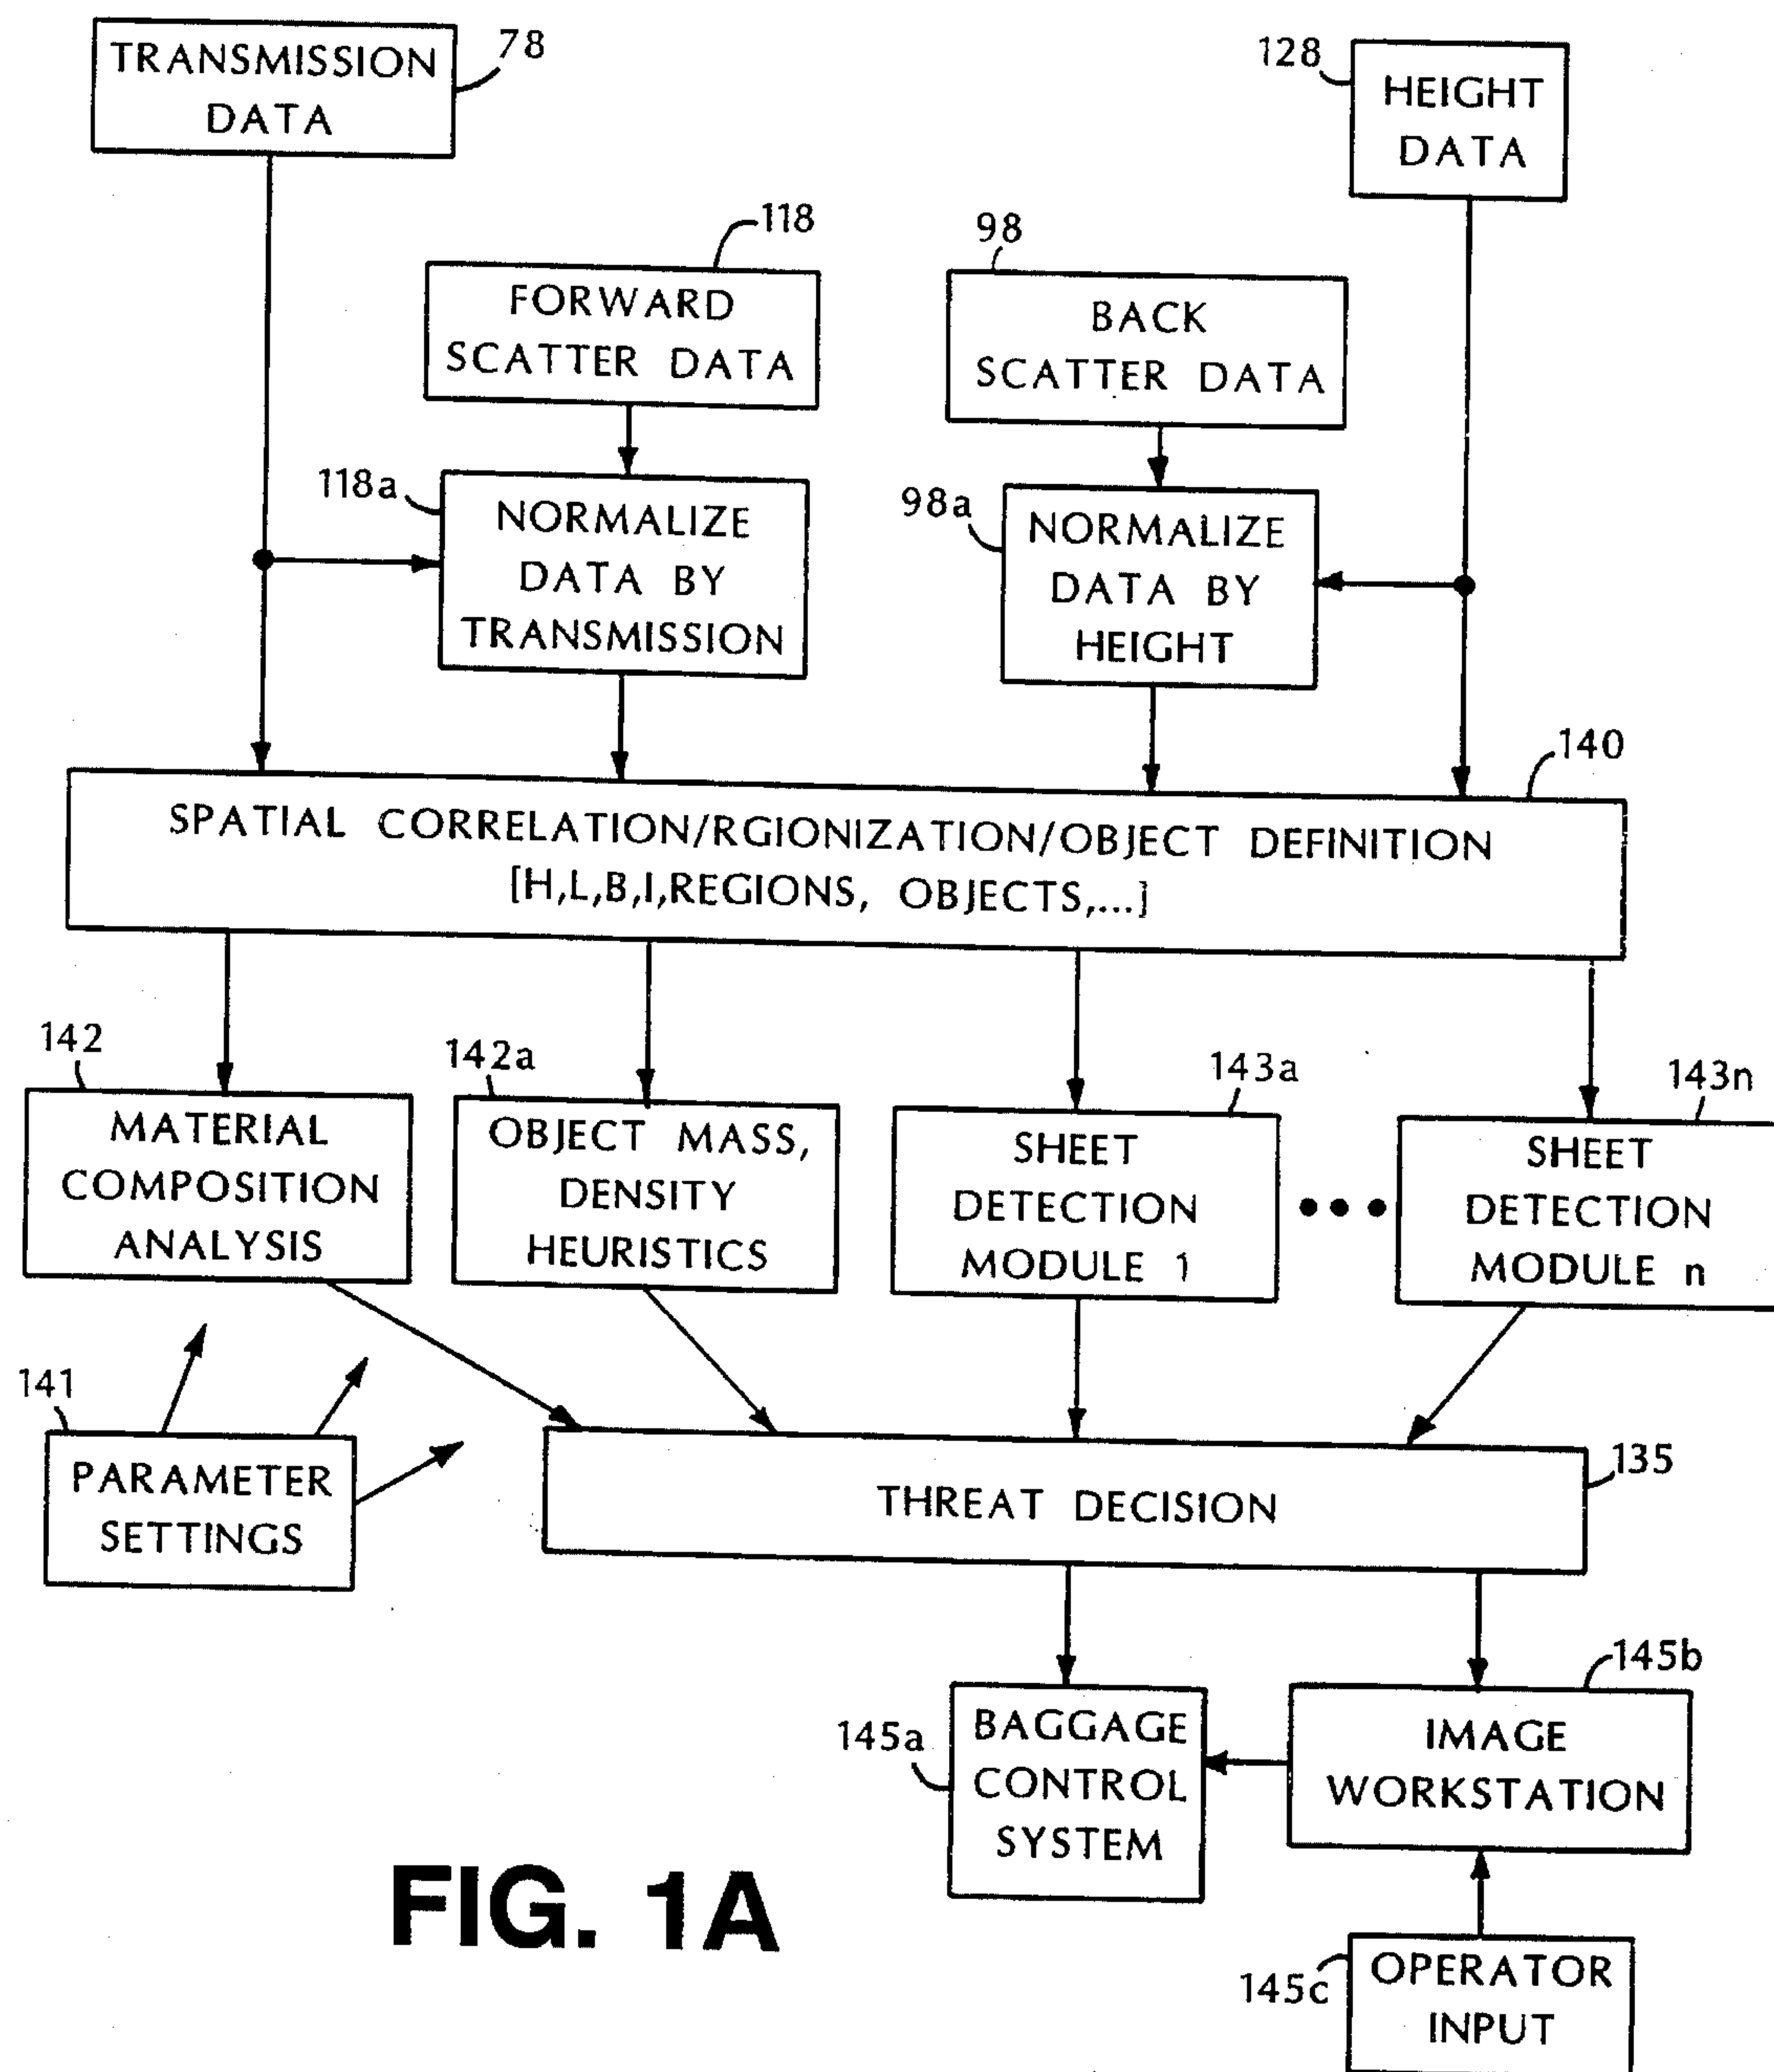 TRANSMISSION
DATA
78
128
HEIGHT
DATA
118
FORWARD
SCATTER DATA
98
BACK
SCATTER DATA
118a
NORMALIZE
DATA BY
TRANSMISSION
98a
NORMALIZE
DATA BY
HEIGHT
140
SPATIAL CORRELATION/RGIONIZATION/OBJECT DEFINITION
[H,L,B,I,REGIONS, OBJECTS,...]
142
MATERIAL
COMPOSITION
ANALYSIS
142a
OBJECT MASS,
DENSITY
HEURISTICS
143a
SHEET
DETECTION
MODULE 1
143n
SHEET
DETECTION
MODULE n
141
PARAMETER
SETTINGS
135
THREAT DECISION
145a
BAGGAGE
CONTROL
SYSTEM
145b
IMAGE
WORKSTATION
145c
OPERATOR
INPUT
FIG. 1A